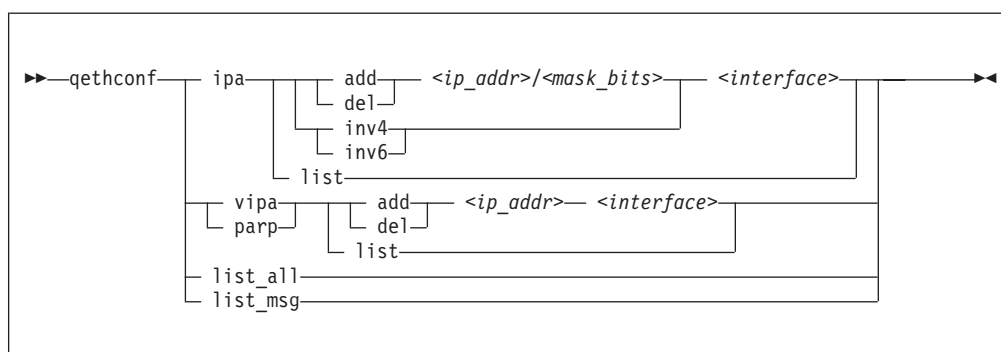 qethconf ipa add <ip_addr>/<mask_bits> <interface>
del
inv4
inv6
list
vipa add <ip_addr> <interface>
parp del
list
list_all
list_msg